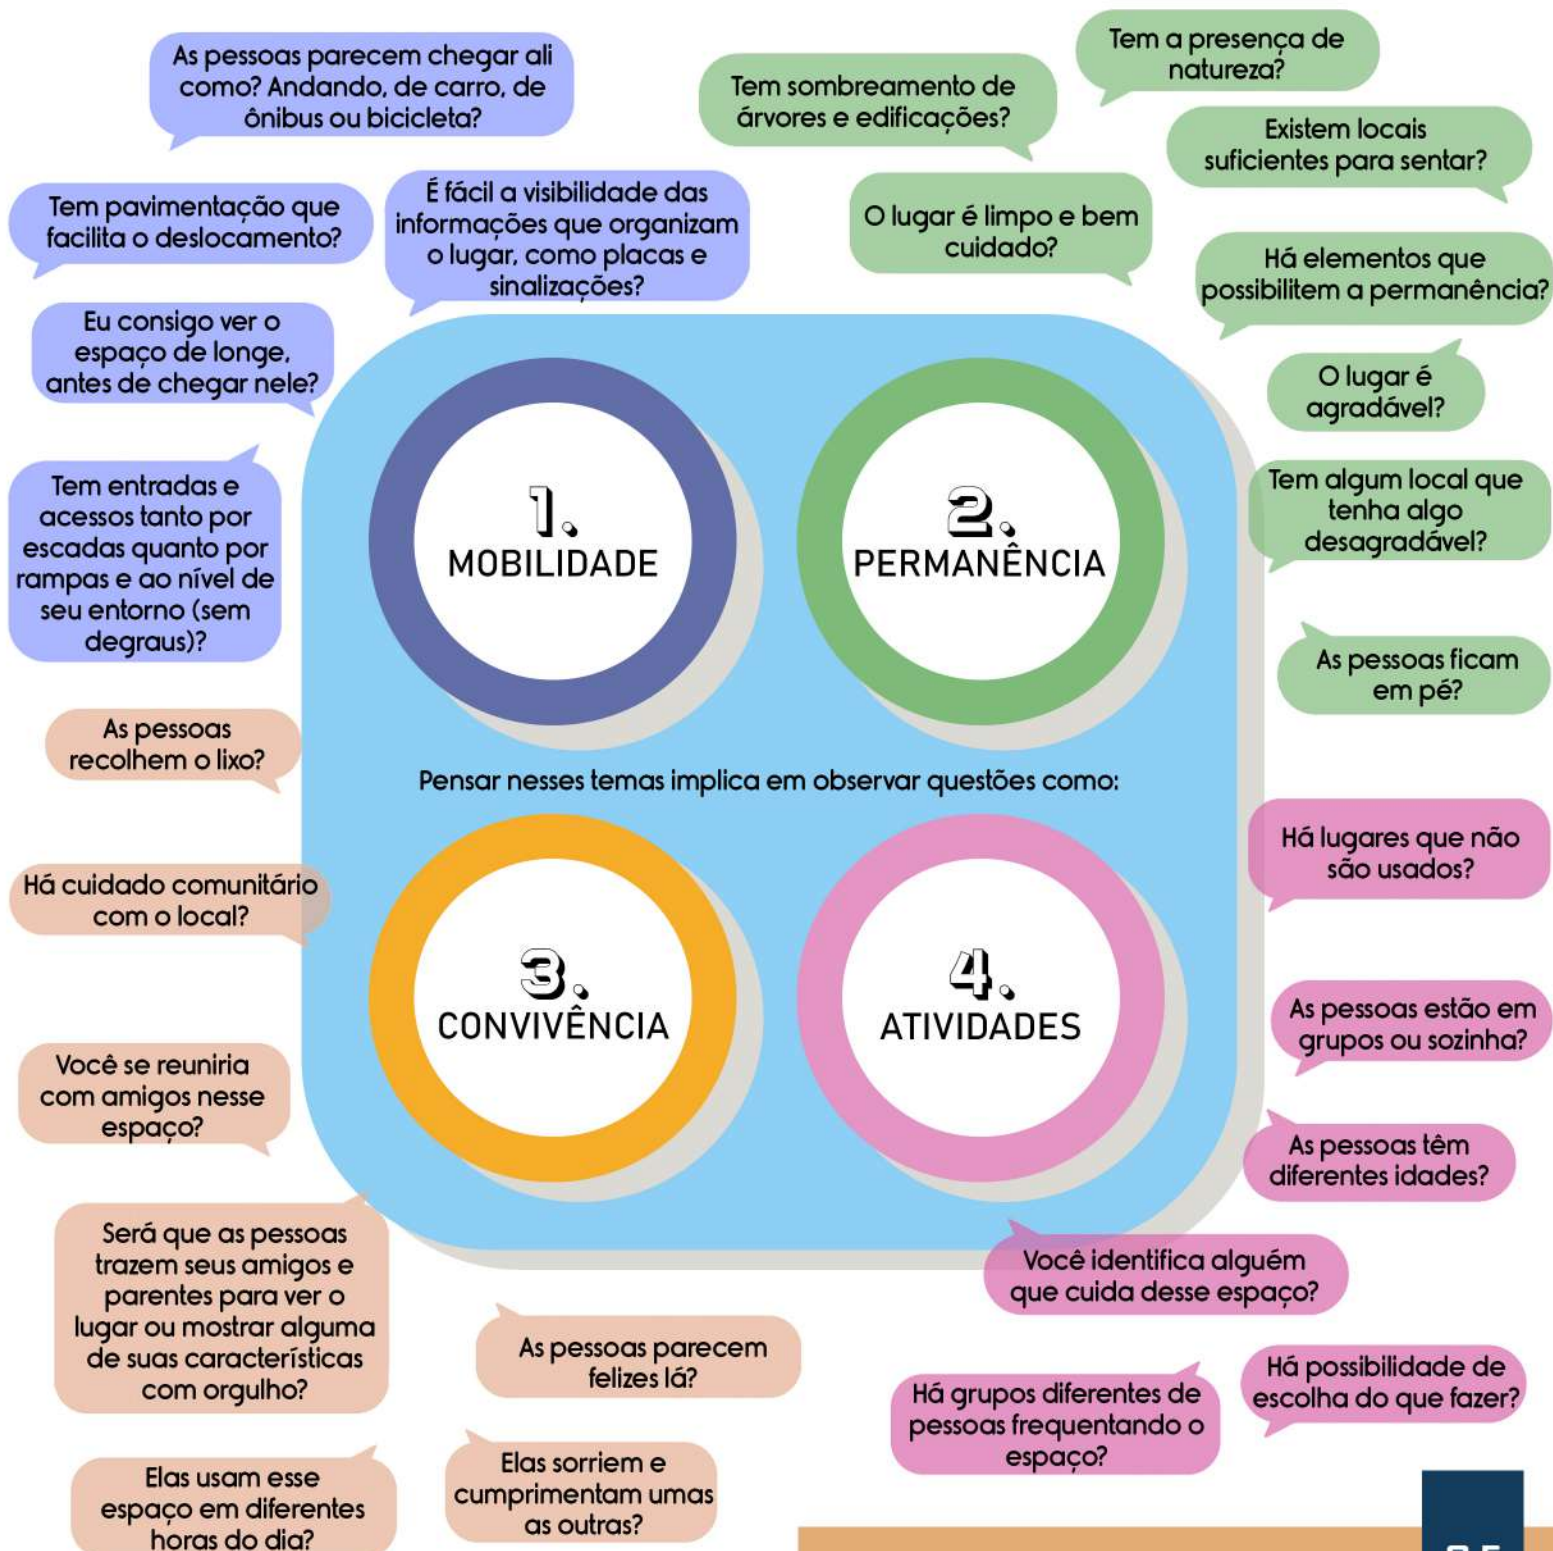 As pessoas parecem chegar ali
como? Andando, de carro, de
ônibus ou bicicleta?
Tem pavimentação que
facilita o deslocamento?
É fácil a visibilidade das
informações que organizam
o lugar, como placas e
sinalizações?
Eu consigo ver o
espaço de longe,
antes de chegar nele?
Tem entradas e
acessos tanto por
escadas quanto por
rampas e ao nível de
seu entorno (sem
degraus)?
Tem sombreamento de
árvores e edificações?
Tem a presença de
natureza?
Existem locais
suficientes para sentar?
O lugar é limpo e bem
cuidado?
Há elementos que
possibilitem a permanência?
O lugar é
agradável?
Tem algum local que
tenha algo
desagradável?
As pessoas ficam
em pé?
1.
MOBILIDADE
2.
PERMANÊNCIA
Pensar nesses temas implica em observar questões como:
3.
CONVIVÊNCIA
4.
ATIVIDADES
As pessoas
recolhem o lixo?
Há cuidado comunitário
com o local?
Você se reuniria
com amigos nesse
espaço?
Será que as pessoas
trazem seus amigos e
parentes para ver o
lugar ou mostrar alguma
de suas características
com orgulho?
As pessoas parecem
felizes lá?
Elas usam esse
espaço em diferentes
horas do dia?
Elas sorriem e
cumprimentam umas
as outras?
Há lugares que não
são usados?
As pessoas estão em
grupos ou sozinha?
As pessoas têm
diferentes idades?
Você identifica alguém
que cuida desse espaço?
Há grupos diferentes de
pessoas frequentando o
espaço?
Há possibilidade de
escolha do que fazer?